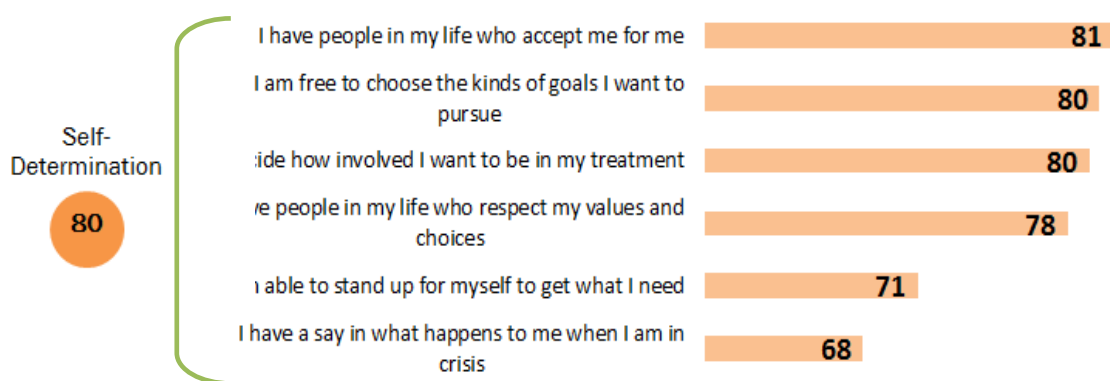 I have people in my life who accept me for me
81
I am free to choose the kinds of goals I want to
pursue
80
Self-
Determination
80
cide how involved I want to be in my treatment
80
ve people in my life who respect my values and
choices
78
able to stand up for myself to get what I need
71
I have a say in what happens to me when I am in
crisis
68